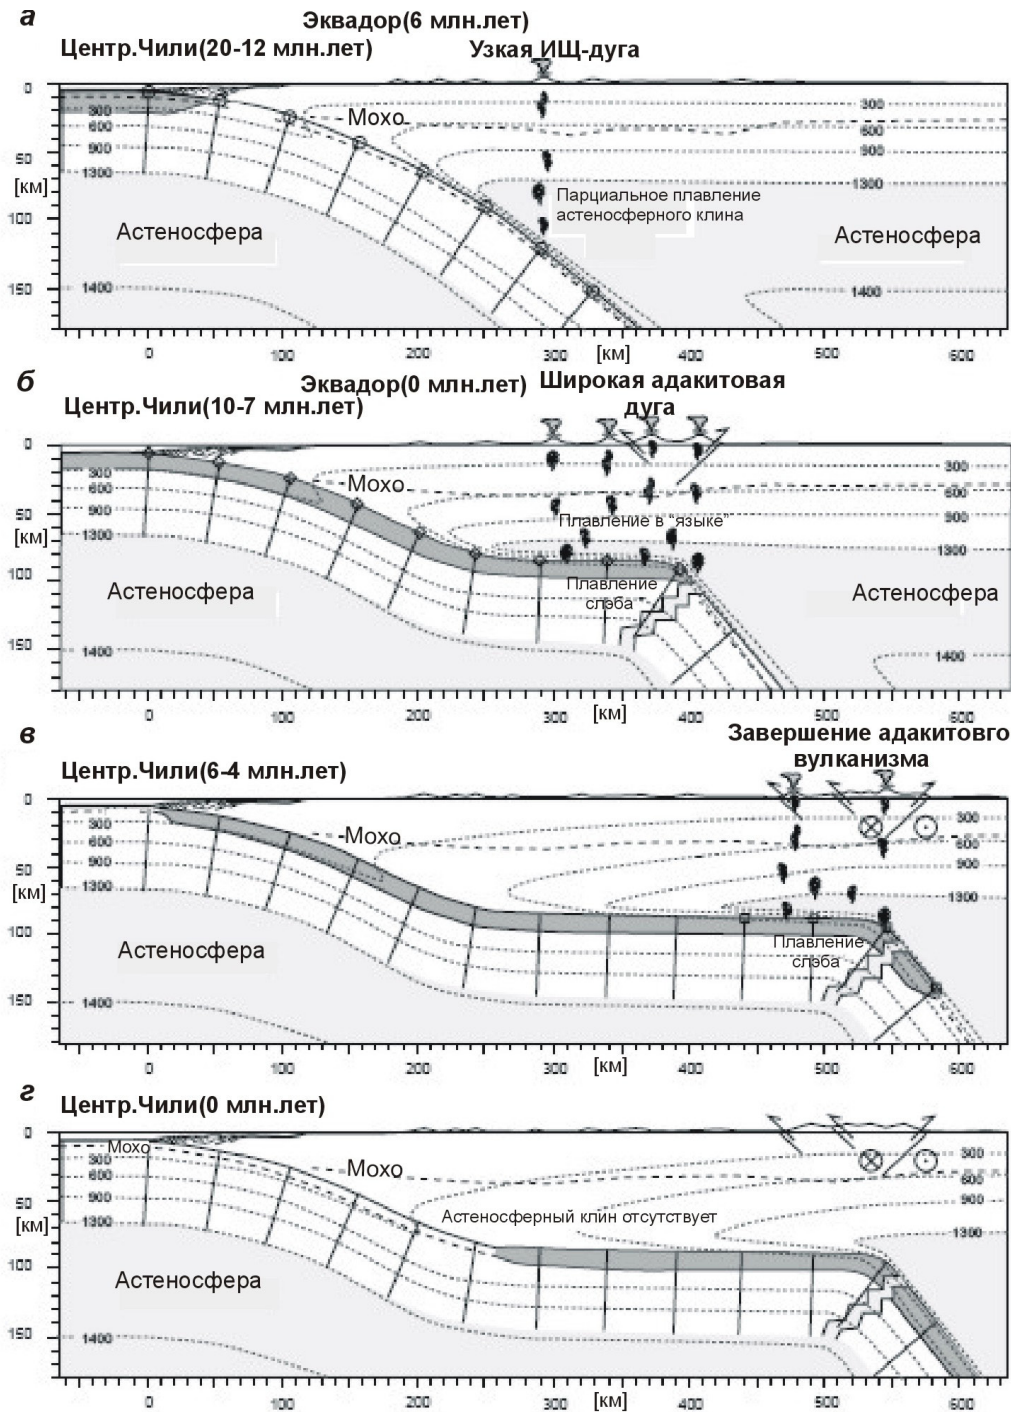 а
Эквадор(6 млн.лет)
Центр.Чили(20-12 млн.лет)
Узкая ИЩ-дуга
0
300
Мохо
300
600
600
900
900
50
[км]
1300
1300
Парциальное плавление
астеносферного клина
100
Астеносфера
Астеносфера
150
1400
1400
0 100 200 300 [км] 400 500 600
б
Эквадор(0 млн.лет)
Широкая адакитовая
дуга
Центр.Чили(10-7 млн.лет)
0
300
Мохо
300
600
600
900
900
50
Плавление в "языке"
[км]
1300
1300
100
Астеносфера
Плавление
слэба
Астеносфера
150
1400
1400
0 100 200 300 [км] 400 500 600
в
Завершение адакитовго
вулканизма
Центр.Чили(6-4 млн.лет)
0
300
Мохо
300
600
600
900
900
50
[км]
1300
1300
100
Астеносфера
Плавление
слэба
150
1400
0 100 200 300 [км] 400 500 600
г
Центр.Чили(0 млн.лет)
0
Мохо
300
Мохо
300
600
600
900
900
50
[км]
1300
Астеносферный клин отсутствует
1300
100
Астеносфера
150
1400
0 100 200 300 [км] 400 500 600